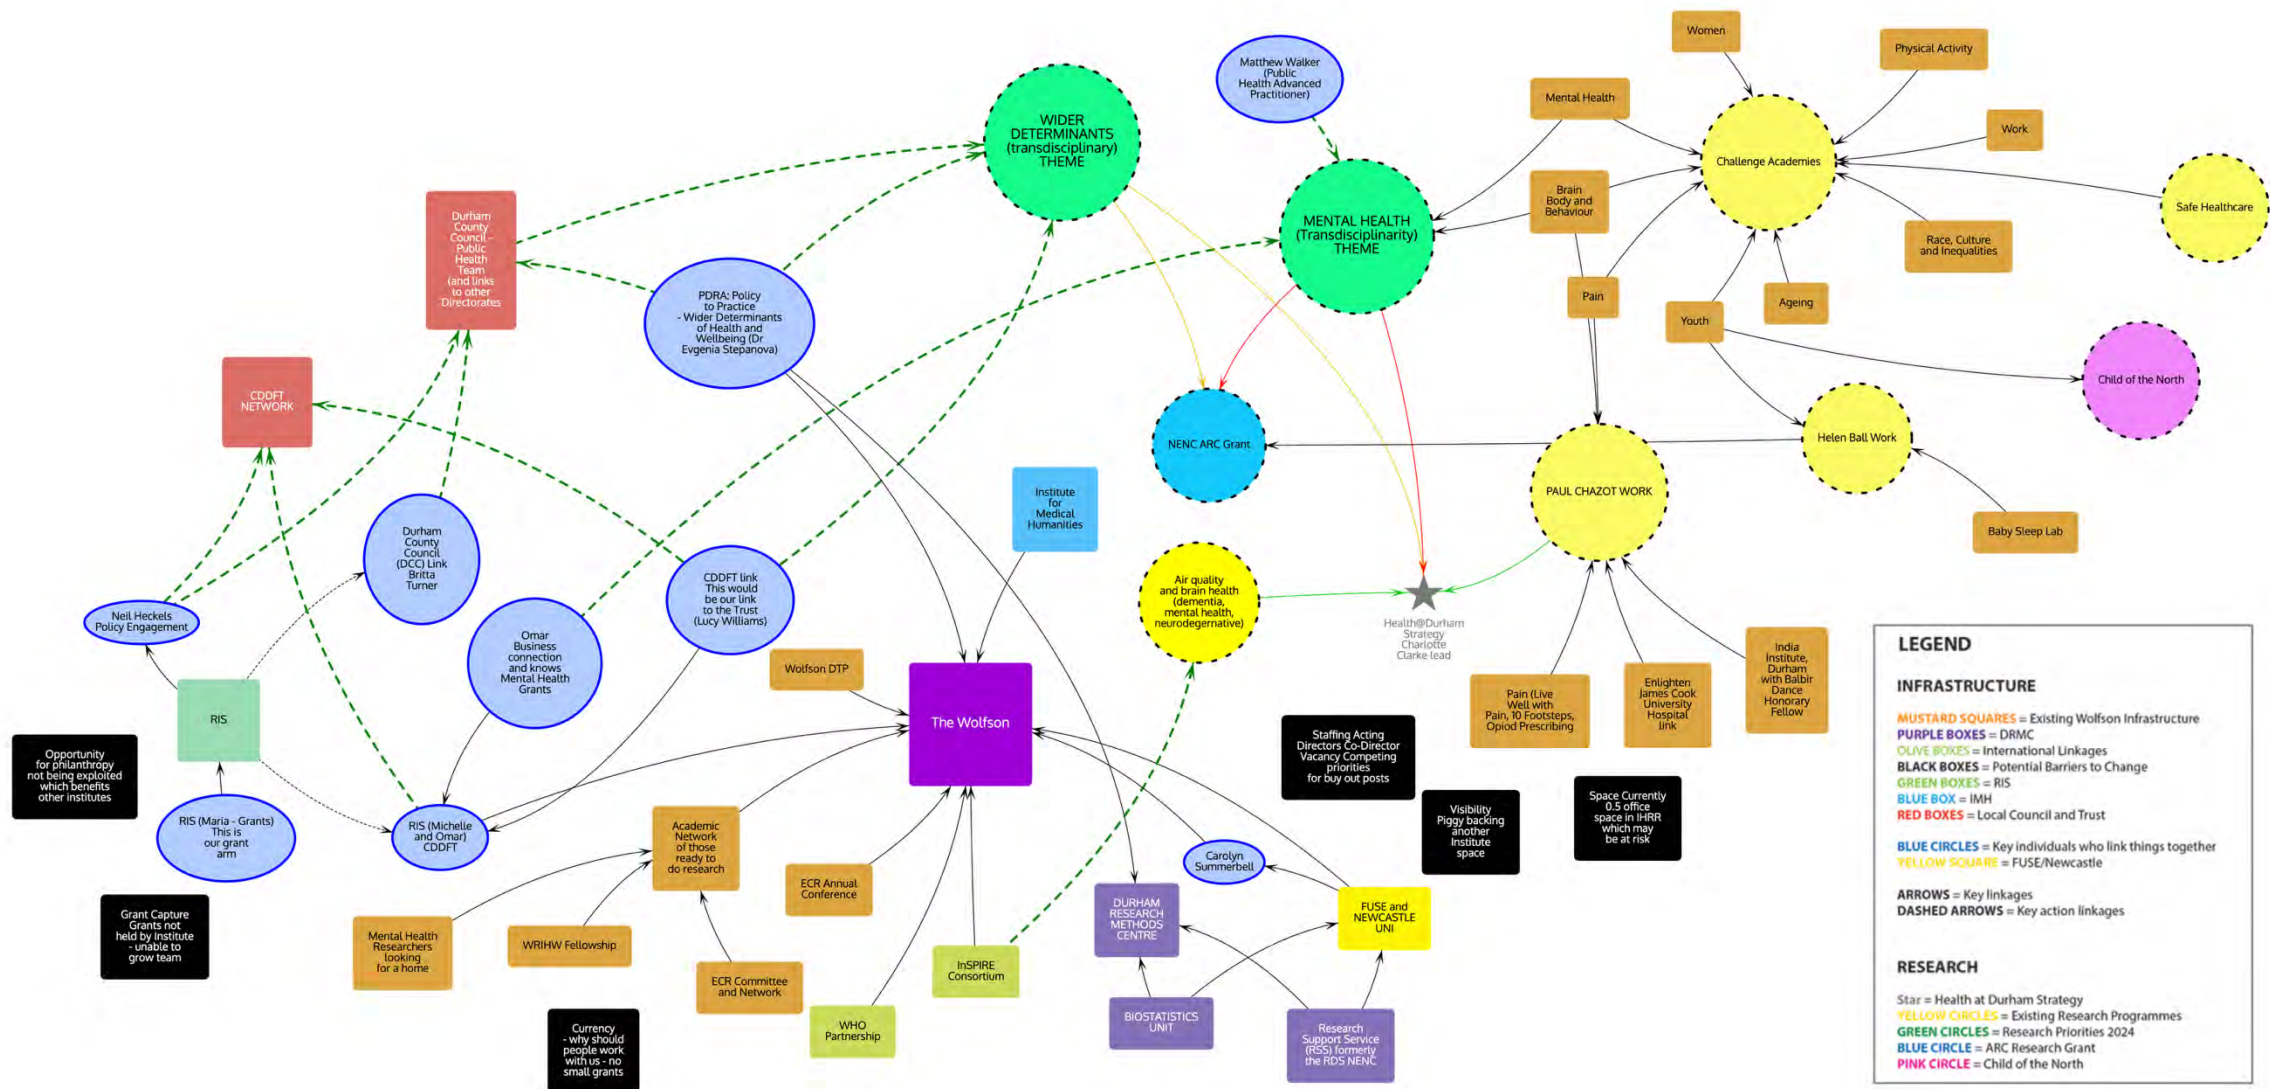 WIDER
DETERMINANTS
(transdisciplinary)
THEME
Matthew Walker
(Public
Health Advanced
Practitioner)
MENTAL HEALTH
(Transdisciplinarity)
THEME
Women
Physical Activity
Mental Health
Work
Challenge Academies
Brain
Body and
Behaviour
Safe Healthcare
Race, Culture
and Inequalities
Pain
Ageing
Youth
Child of the North
Durham
County
Council -
Public
Health
Team
(and links
to other
Directorates
PDRA: Policy
to Practice
- Wider Determinants
of Health and
Wellbeing (Dr
Evgenia Stepanova)
CDDFT
NETWORK
NENC ARC Grant
Helen Ball Work
PAUL CHAZOT WORK
Baby Sleep Lab
Institute
for
Medical
Humanities
Durham
County
Council
(DCC) Link
Britta
Turner
CDDFT link
This would
be our link
to the Trust
(Lucy Williams)
Air quality
and brain health
(dementia,
mental health,
neurodegernative)
Health@Durham
Strategy
Charlotte
Clarke lead
Neil Heckels
Policy Engagement
Omar
Business
connection
and knows
Mental Health
Grants
Wolfson DTP
The Wolfson
RIS
Pain (Live
Well with
Pain, 10 Footsteps,
Opiod Prescribing
Enlighten
James Cook
University
Hospital
link
India
Institute,
Durham
with Balbir
Dance
Honorary
Fellow
Opportunity
for philanthropy
not being exploited
which benefits
other institutes
RIS (Maria - Grants)
This is
our grant
arm
RIS (Michelle
and Omar)
CDDFT
Academic
Network
of those
ready to
do research
ECR Annual
Conference
Carolyn
Summerbell
Staffing Acting
Directors Co-Director
Vacancy Competing
priorities
for buy out posts
Visibility
Piggy backing
another
Institute
space
Space Currently
0.5 office
space in IHRR
which may
be at risk
Grant Capture
Grants not
held by Institute
- unable to
grow team
Mental Health
Researchers
looking
for a home
WRIHW Fellowship
ECR Committee
and Network
InSPIRE
Consortium
DURHAM
RESEARCH
METHODS
CENTRE
FUSE and
NEWCASTLE
UNI
Currency
- why should
people work
with us - no
small grants
WHO
Partnership
BIOSTATISTICS
UNIT
Research
Support Service
(RSS) formerly
the RDS NENC
LEGEND
INFRASTRUCTURE
MUSTARD SQUARES = Existing Wolfson Infrastructure
PURPLE BOXES = DRMC
OLIVE BOXES = International Linkages
BLACK BOXES = Potential Barriers to Change
GREEN BOXES = RIS
BLUE BOX = IMH
RED BOXES = Local Council and Trust
BLUE CIRCLES = Key individuals who link things together
YELLOW SQUARE = FUSE/Newcastle
ARROWS = Key linkages
DASHED ARROWS = Key action linkages
RESEARCH
Star = Health at Durham Strategy
YELLOW CIRCLES = Existing Research Programmes
GREEN CIRCLES = Research Priorities 2024
BLUE CIRCLE = ARC Research Grant
PINK CIRCLE = Child of the North